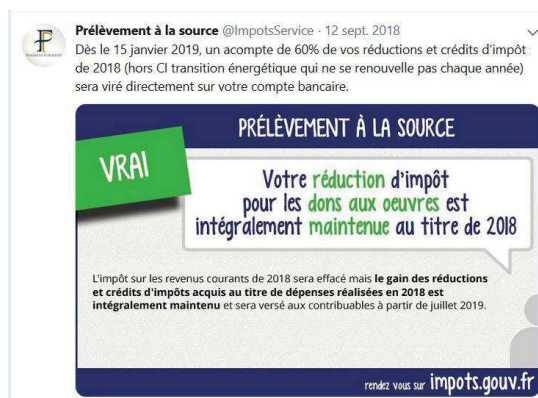 Prélèvement à la source @ImpotsService · 12 sept. 2018
Dès le 15 janvier 2019, un acompte de 60% de vos réductions et crédits d'impôt
de 2018 (hors CI transition énergétique qui ne se renouvelle pas chaque année)
sera viré directement sur votre compte bancaire.
PRÉLÈVEMENT À LA SOURCE
VRAI
Votre réduction d'impôt
pour les dons aux oeuvres est
intégralement maintenue au titre de 2018
L'impôt sur les revenus courants de 2018 sera effacé mais le gain des réductions
et crédits d'impôts acquis au titre de dépenses réalisées en 2018 est
intégralement maintenu et sera versé aux contribuables à partir de juillet 2019.
rendez vous sur impots.gouv.fr